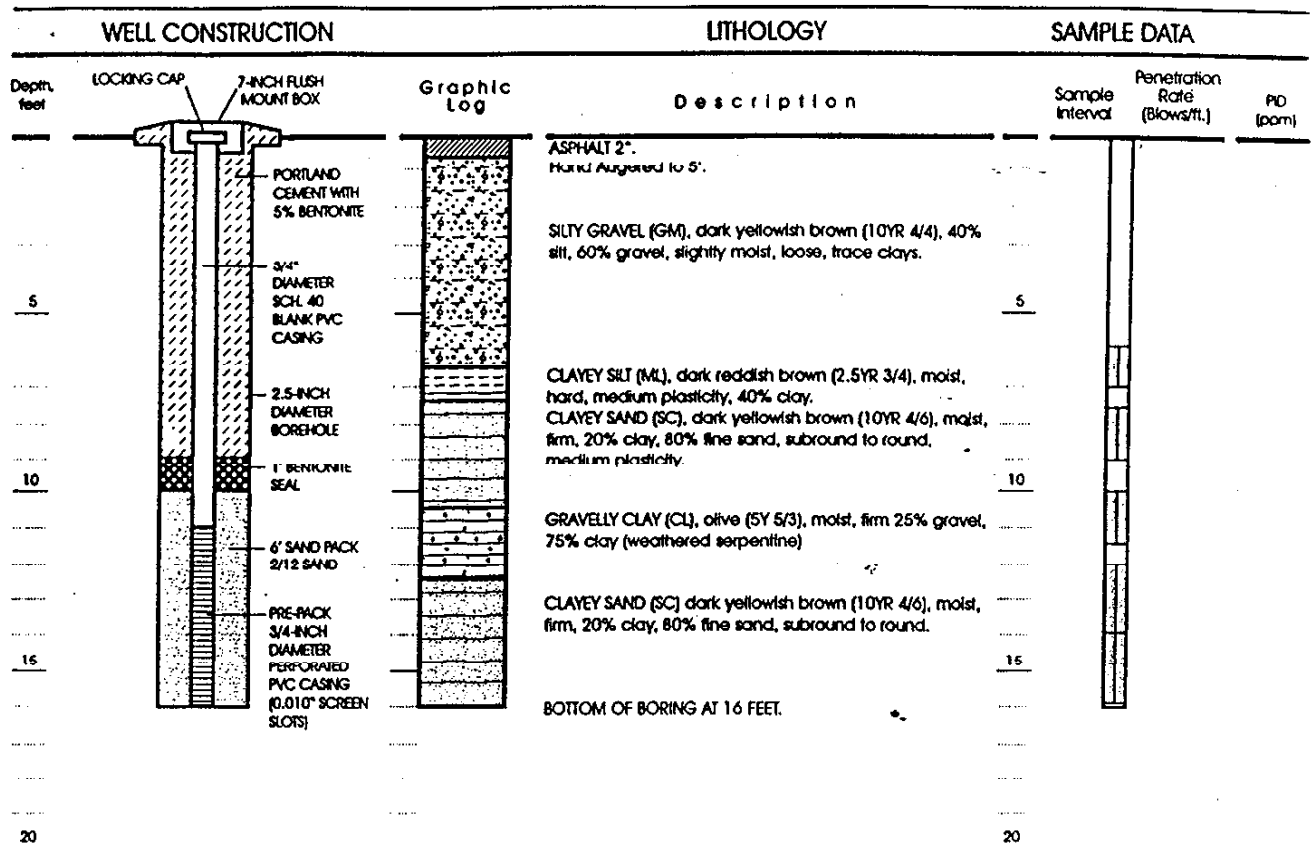 WELL CONSTRUCTION
LITHOLOGY
SAMPLE DATA
Depth, feet
LOCKING CAP
7-INCH FLUSH
MOUNT BOX
Graphic
Log
Description
Sample
Interval
Penetration
Rate
(Blows/ft.)
PID
(ppm)
PORTLAND
CEMENT WITH
5% BENTONITE
3/4"
DIAMETER
SCH. 40
BLANK PVC
CASING
2.5-INCH
DIAMETER
BOREHOLE
1' BENTONITE
SEAL
6' SAND PACK
2/12 SAND
PRE-PACK
3/4-INCH
DIAMETER
PERFORATED
PVC CASING
(0.010" SCREEN
SLOTS)
5
10
15
20
ASPHALT 2".
Hand Augered to 5'.
SILTY GRAVEL (GM), dark yellowish brown (10YR 4/4), 40%
silt, 60% gravel, slightly moist, loose, trace clays.
CLAYEY SILT (ML), dark reddish brown (2.5YR 3/4), moist,
hard, medium plasticity, 40% clay.
CLAYEY SAND (SC), dark yellowish brown (10YR 4/6), moist,
firm, 20% clay, 80% fine sand, subround to round,
medium plasticity.
GRAVELLY CLAY (CL), olive (5Y 5/3), moist, firm 25% gravel,
75% clay (weathered serpentine)
CLAYEY SAND (SC) dark yellowish brown (10YR 4/6), moist,
firm, 20% clay, 80% fine sand, subround to round.
BOTTOM OF BORING AT 16 FEET.
5
10
15
20